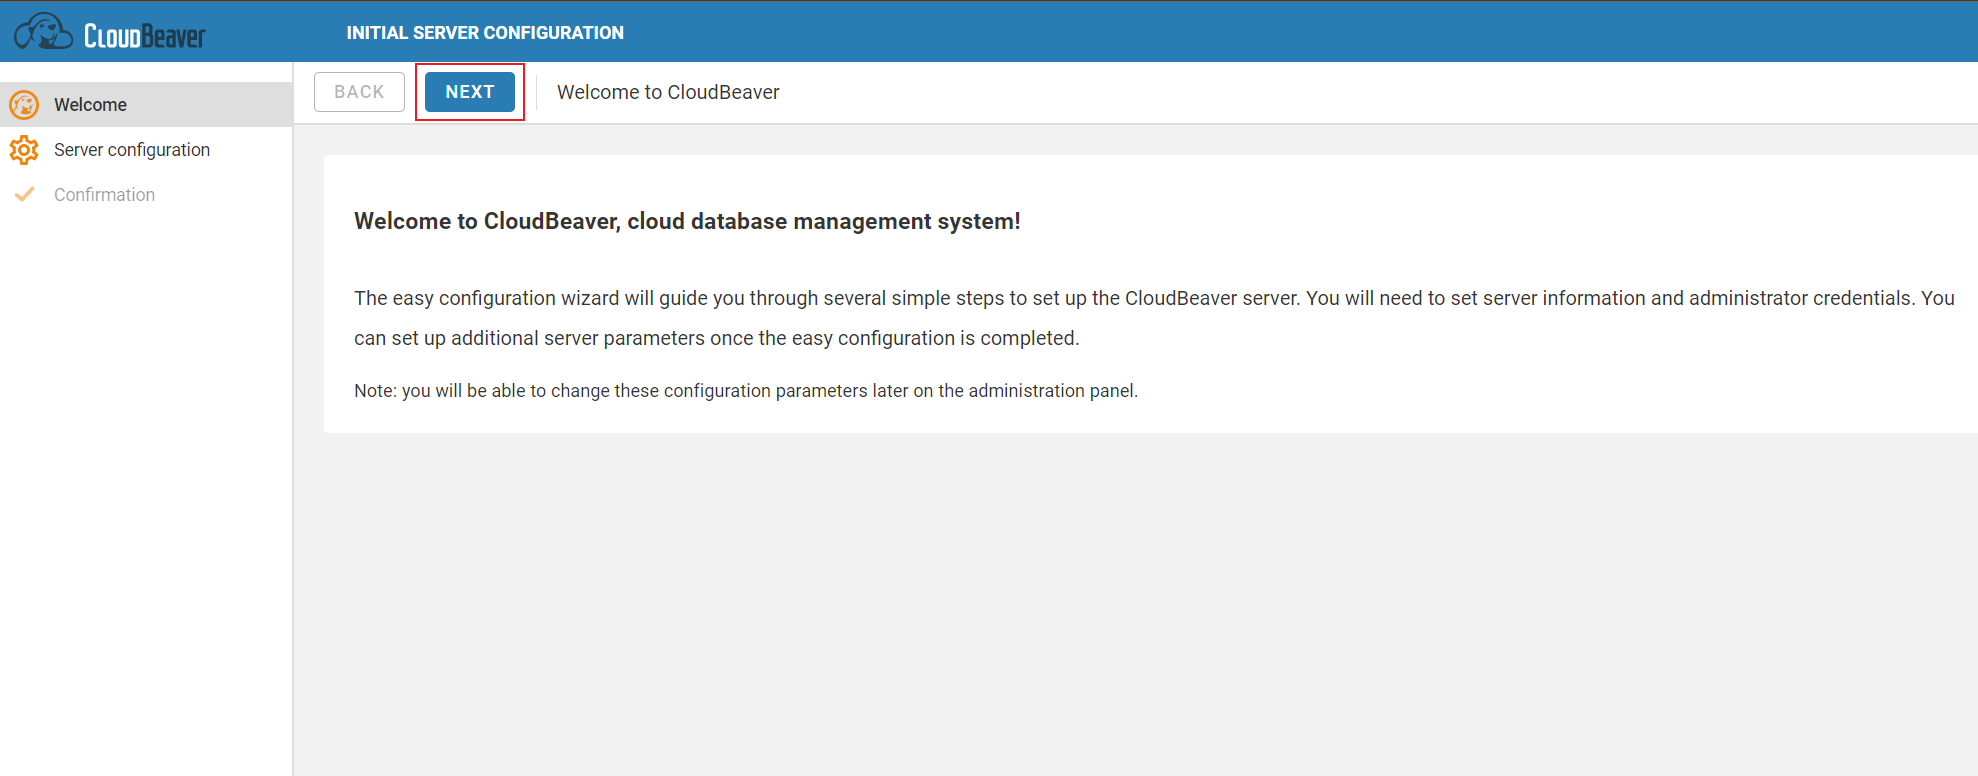 CLOUDBEAVER
INITIAL SERVER CONFIGURATION
Welcome
Server configuration
Confirmation
BACK
NEXT
Welcome to CloudBeaver
Welcome to CloudBeaver, cloud database management system!
The easy configuration wizard will guide you through several simple steps to set up the CloudBeaver server. You will need to set server information and administrator credentials. You
can set up additional server parameters once the easy configuration is completed.
Note: you will be able to change these configuration parameters later on the administration panel.